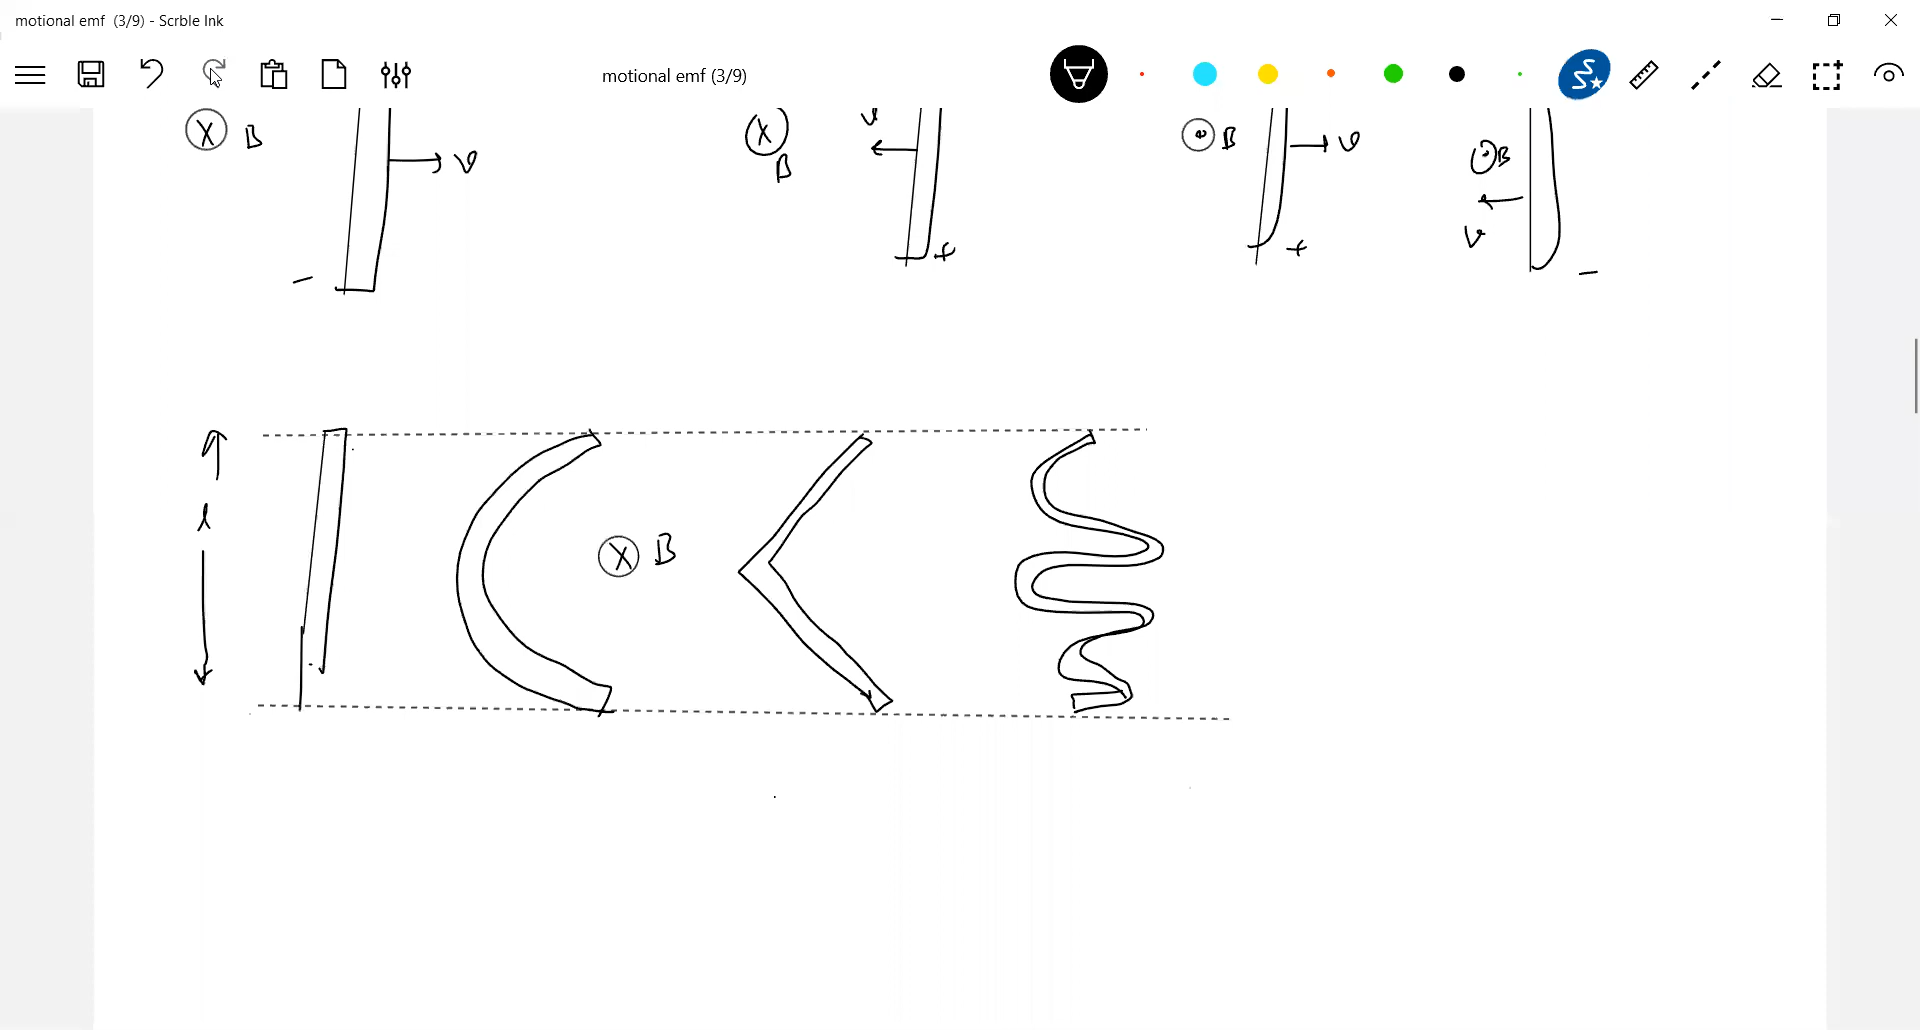 motional emf (3/9) - Scrble Ink
motional emf (3/9)
X B
v
X B
v
B
v
B
v
-
+
+
-
l
X B